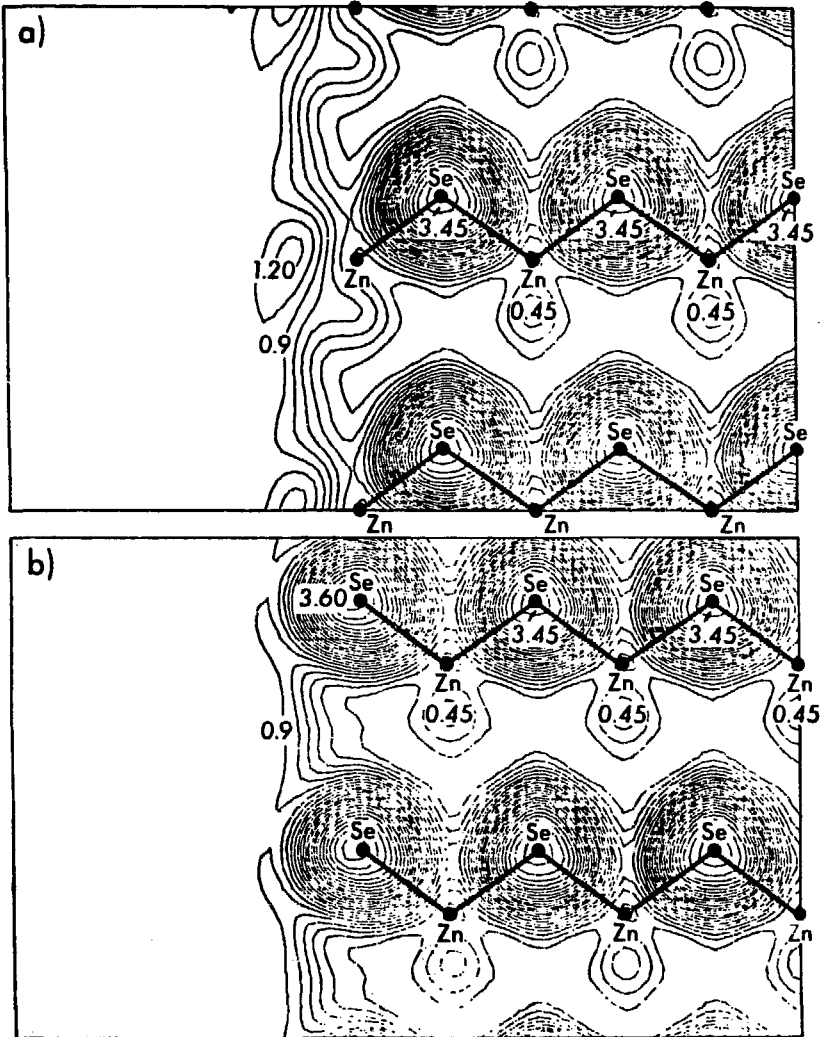 a)
Se Se Se
3.45 3.45 3.45
1.20 Zn Zn Zn
0.45 0.45
0.9
Se Se Se
Zn Zn Zn
b)
Se Se Se
3.60 3.45 3.45
Zn Zn Zn
0.9 0.45 0.45 0.45
Se Se Se
Zn Zn Zn